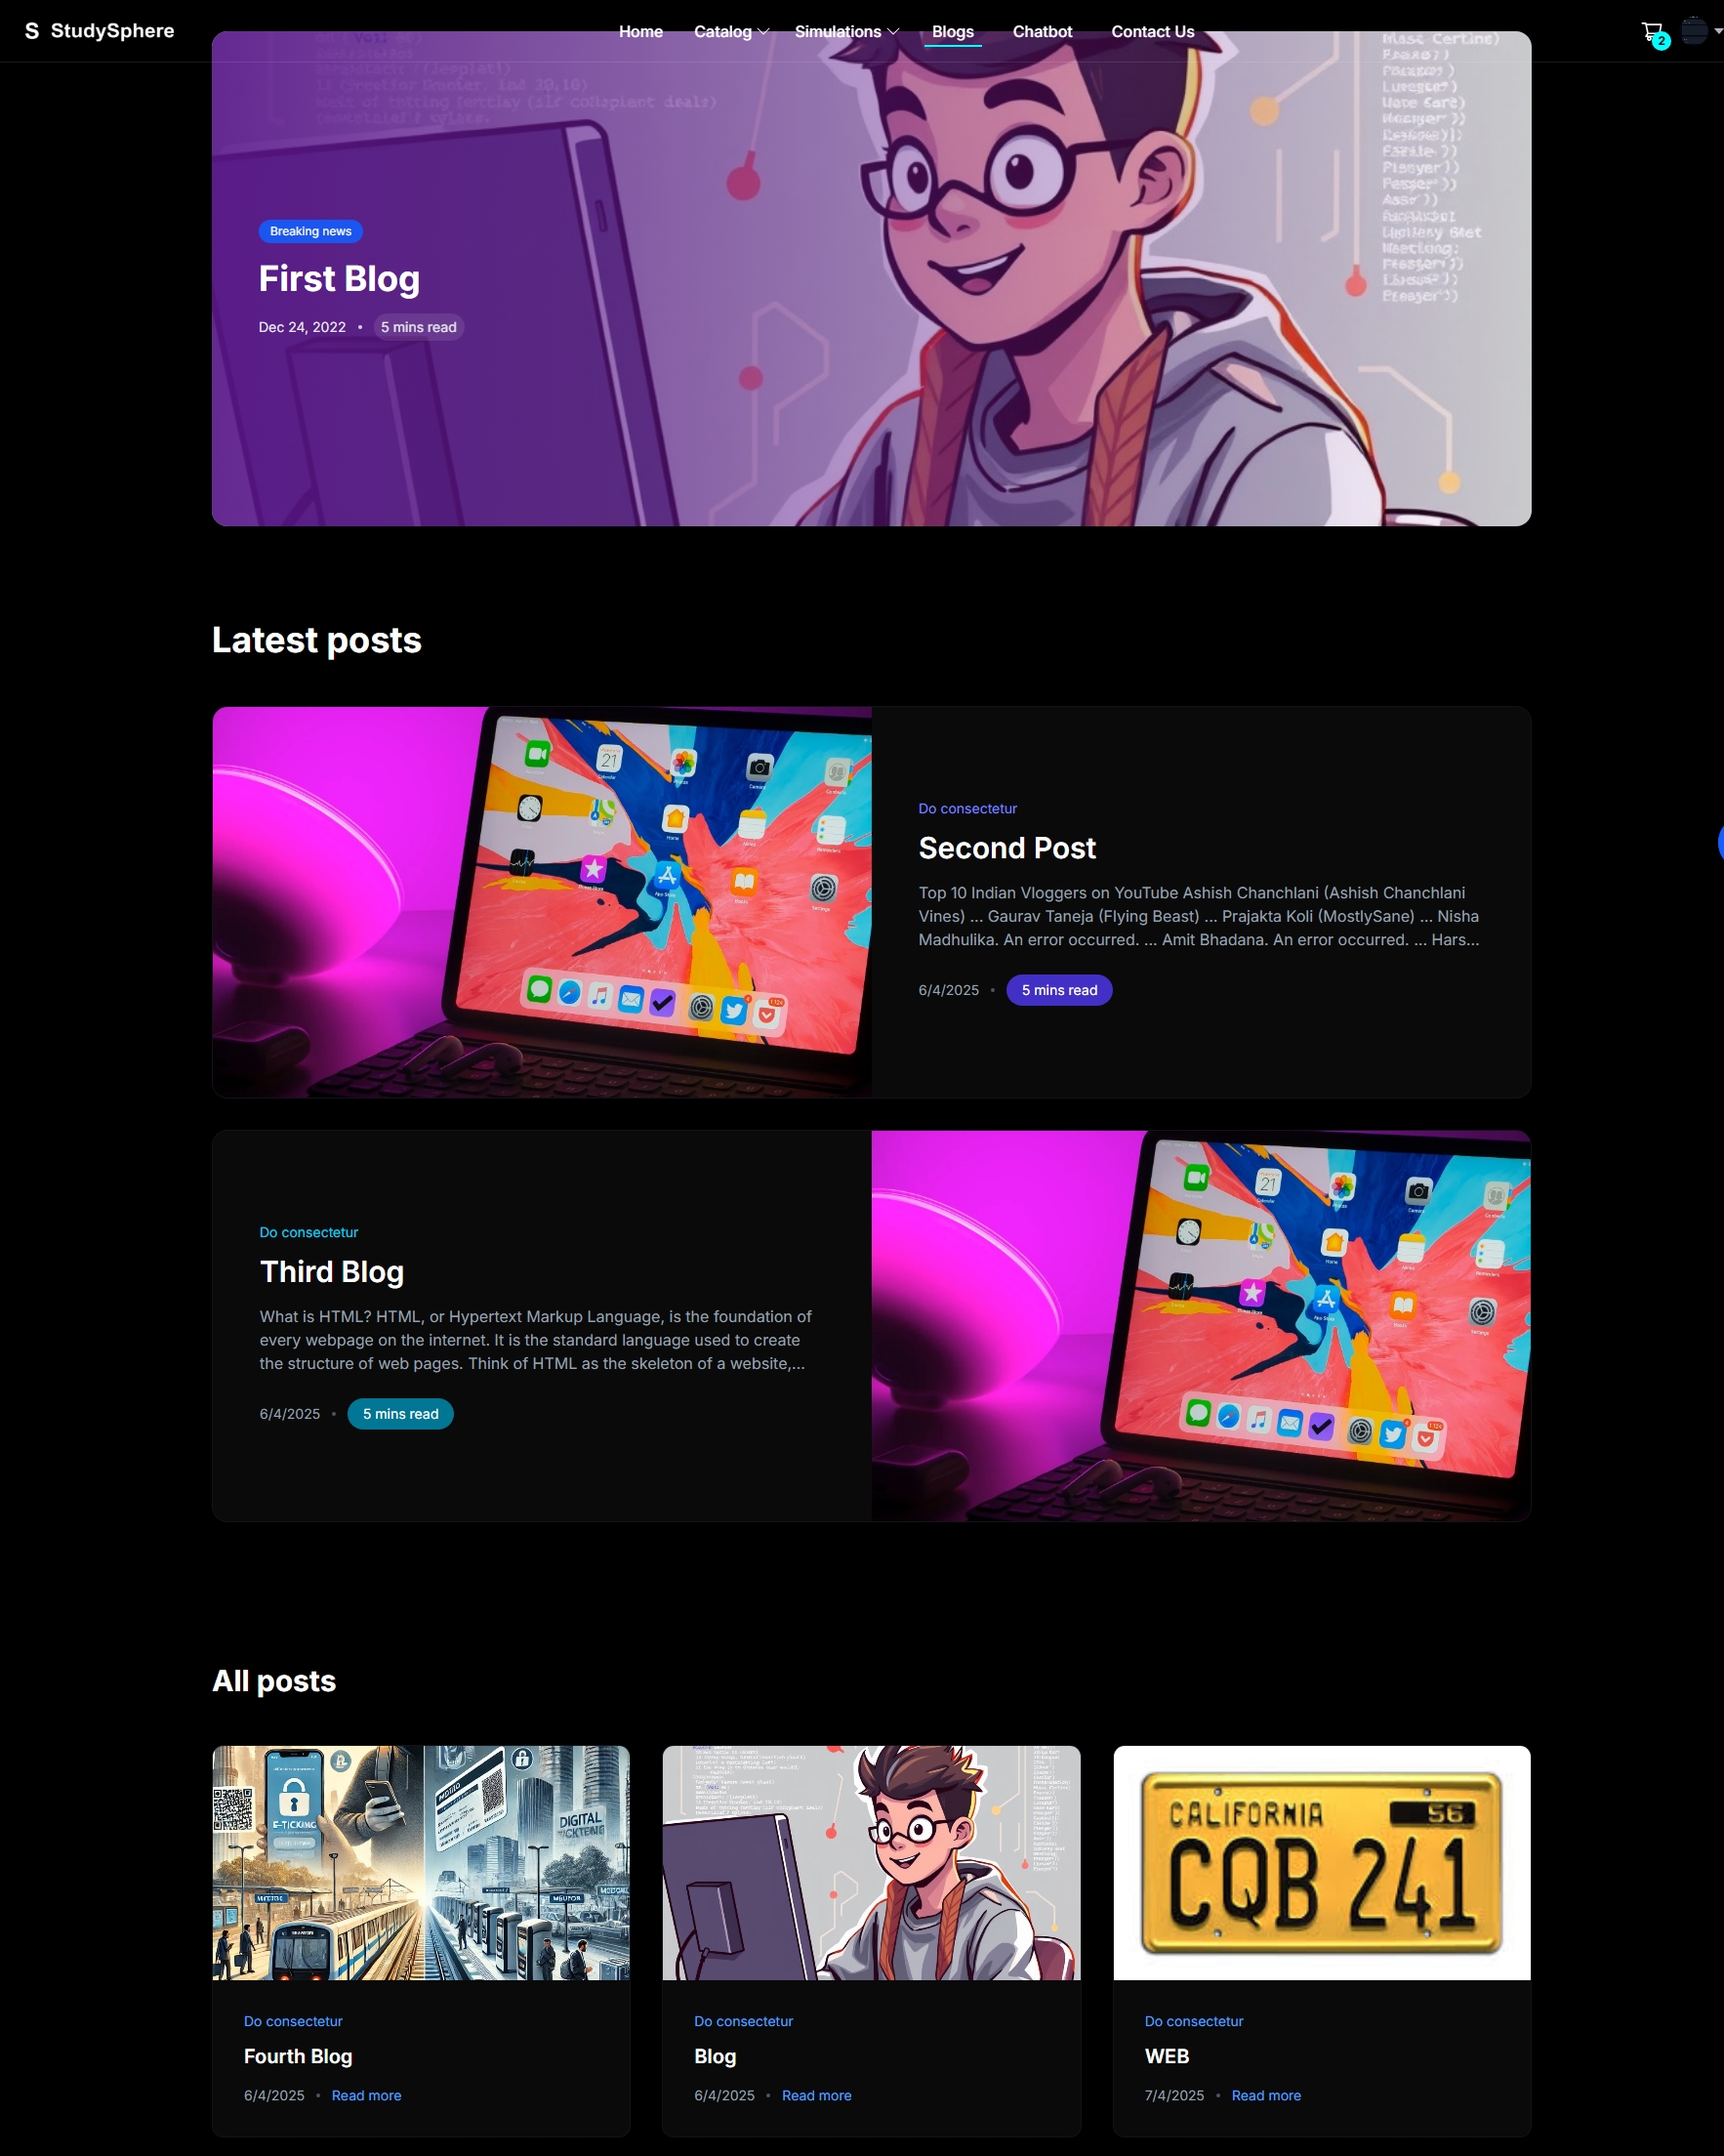 S StudySphere
Home Catalog Simulations Blogs Chatbot Contact Us
2
Breaking news
First Blog
Dec 24, 2022 • 5 mins read
Latest posts
21
Do consectetur
Second Post
Top 10 Indian Vloggers on YouTube Ashish Chanchlani (Ashish Chanchlani
Vines) ... Gaurav Taneja (Flying Beast) ... Prajakta Koli (MostlySane) ... Nisha
Madhulika. An error occurred. ... Amit Bhadana. An error occurred. ... Hars...
6/4/2025 • 5 mins read
Do consectetur
Third Blog
What is HTML? HTML, or Hypertext Markup Language, is the foundation of
every webpage on the internet. It is the standard language used to create
the structure of web pages. Think of HTML as the skeleton of a website,...
6/4/2025 • 5 mins read
21
All posts
E-TICKING
DIGITAL
CALIFORNIA 56
CQB 241
Do consectetur
Fourth Blog
6/4/2025 • Read more
Do consectetur
Blog
6/4/2025 • Read more
Do consectetur
WEB
7/4/2025 • Read more